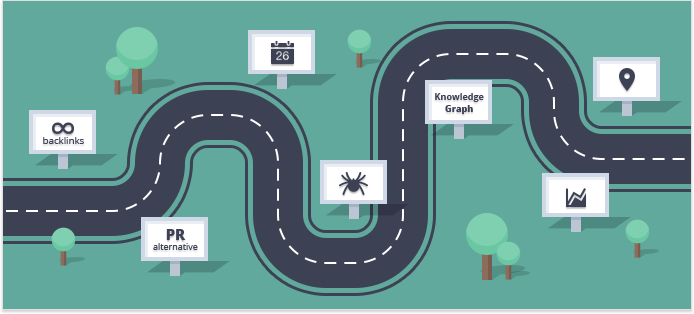 26
backlinks
Knowledge
Graph
PR
alternative